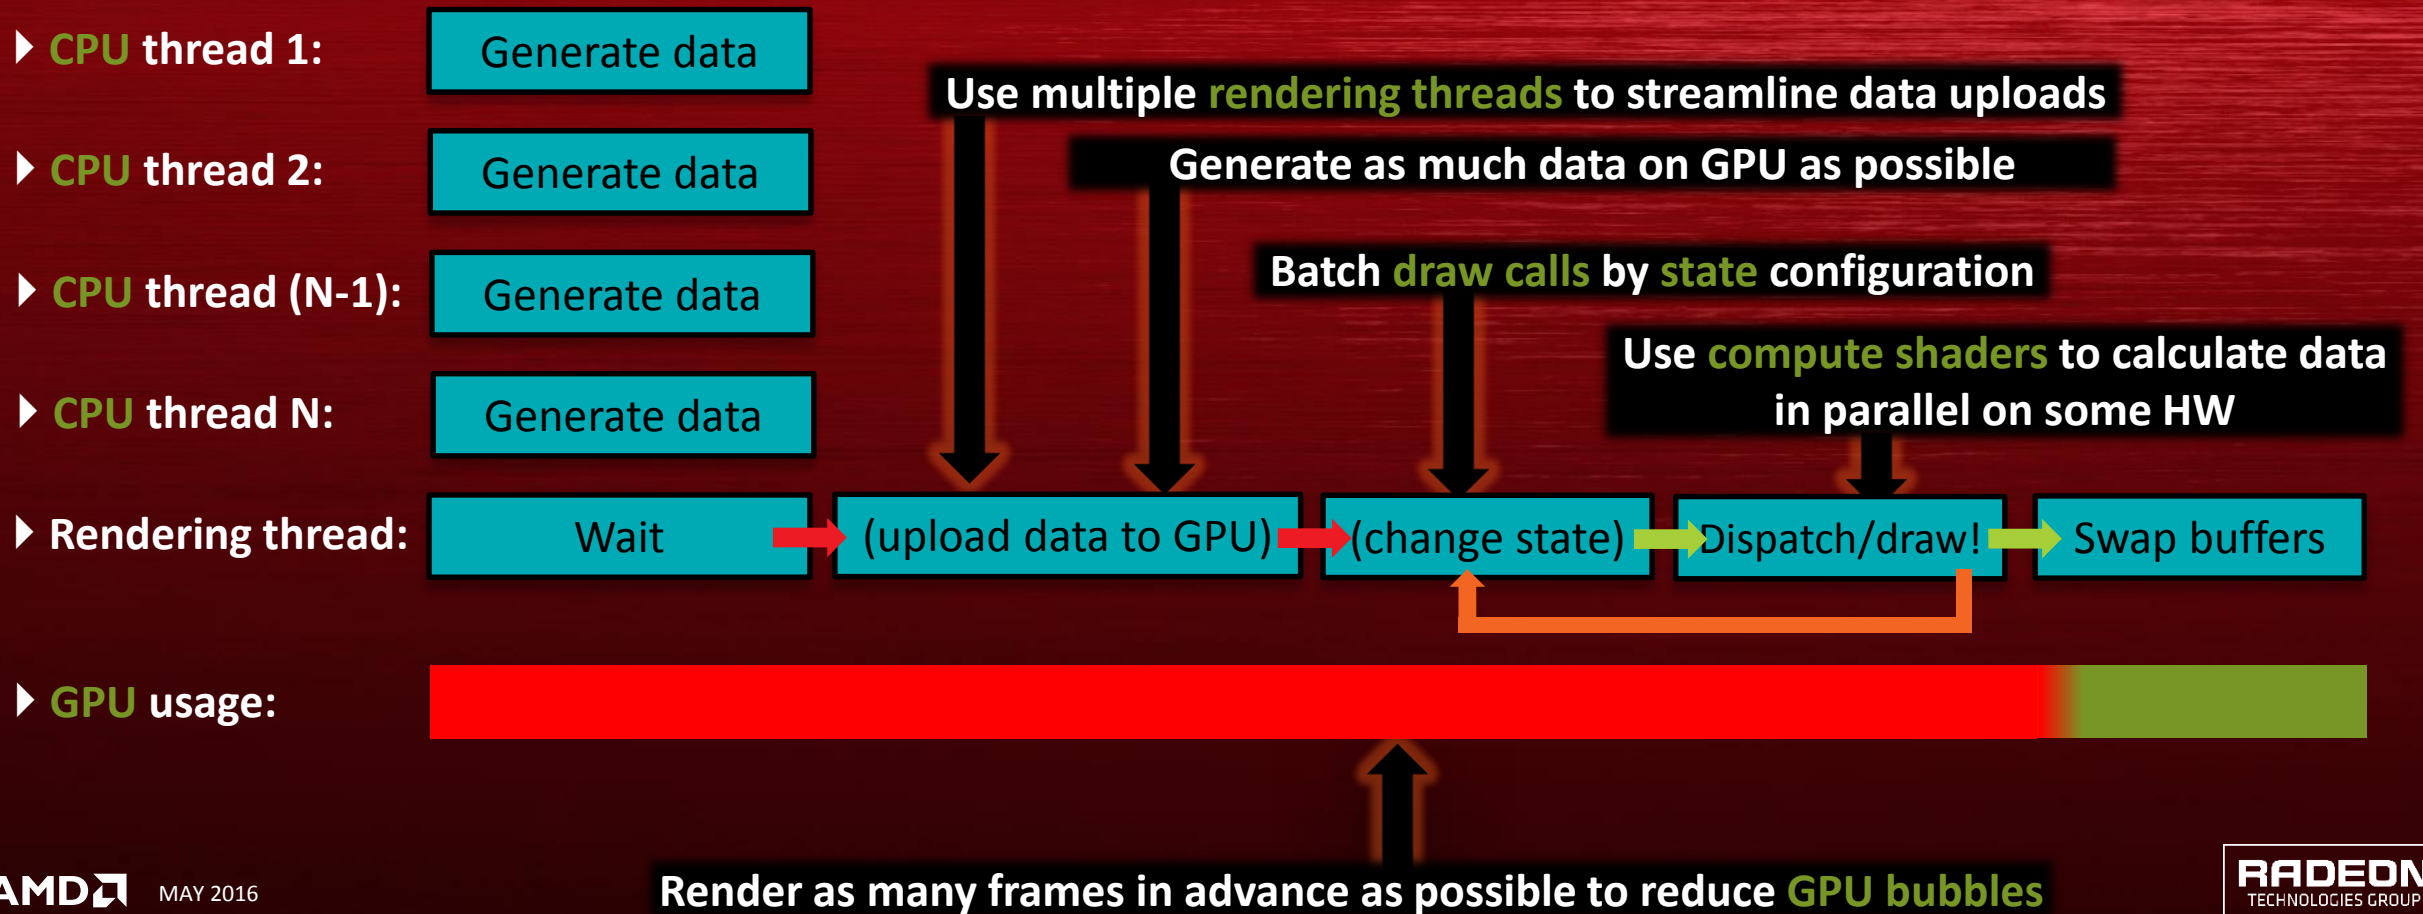 CPU thread 1:
Generate data
Use multiple rendering threads to streamline data uploads
CPU thread 2:
Generate data
Generate as much data on GPU as possible
CPU thread (N-1):
Generate data
Batch draw calls by state configuration
Use compute shaders to calculate data
in parallel on some HW
CPU thread N:
Generate data
Rendering thread:
Wait
(upload data to GPU)
(change state)
Dispatch/draw!
Swap buffers
GPU usage:
Render as many frames in advance as possible to reduce GPU bubbles
AMD
MAY 2016
RADEON
TECHNOLOGIES GROUP